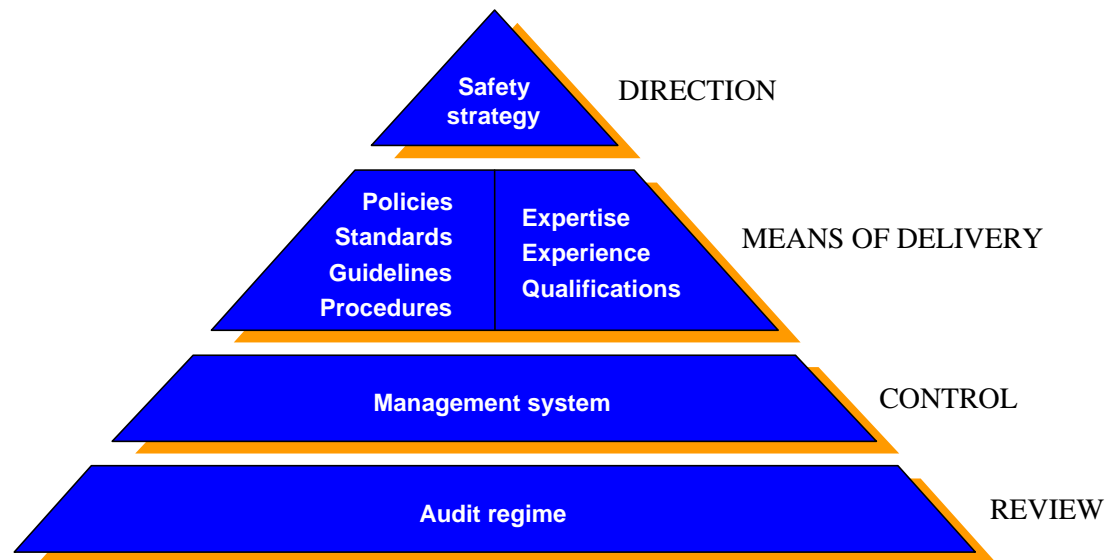 Safety
strategy
DIRECTION
Policies
Standards
Guidelines
Procedures
Expertise
Experience
Qualifications
MEANS OF DELIVERY
Management system
CONTROL
Audit regime
REVIEW